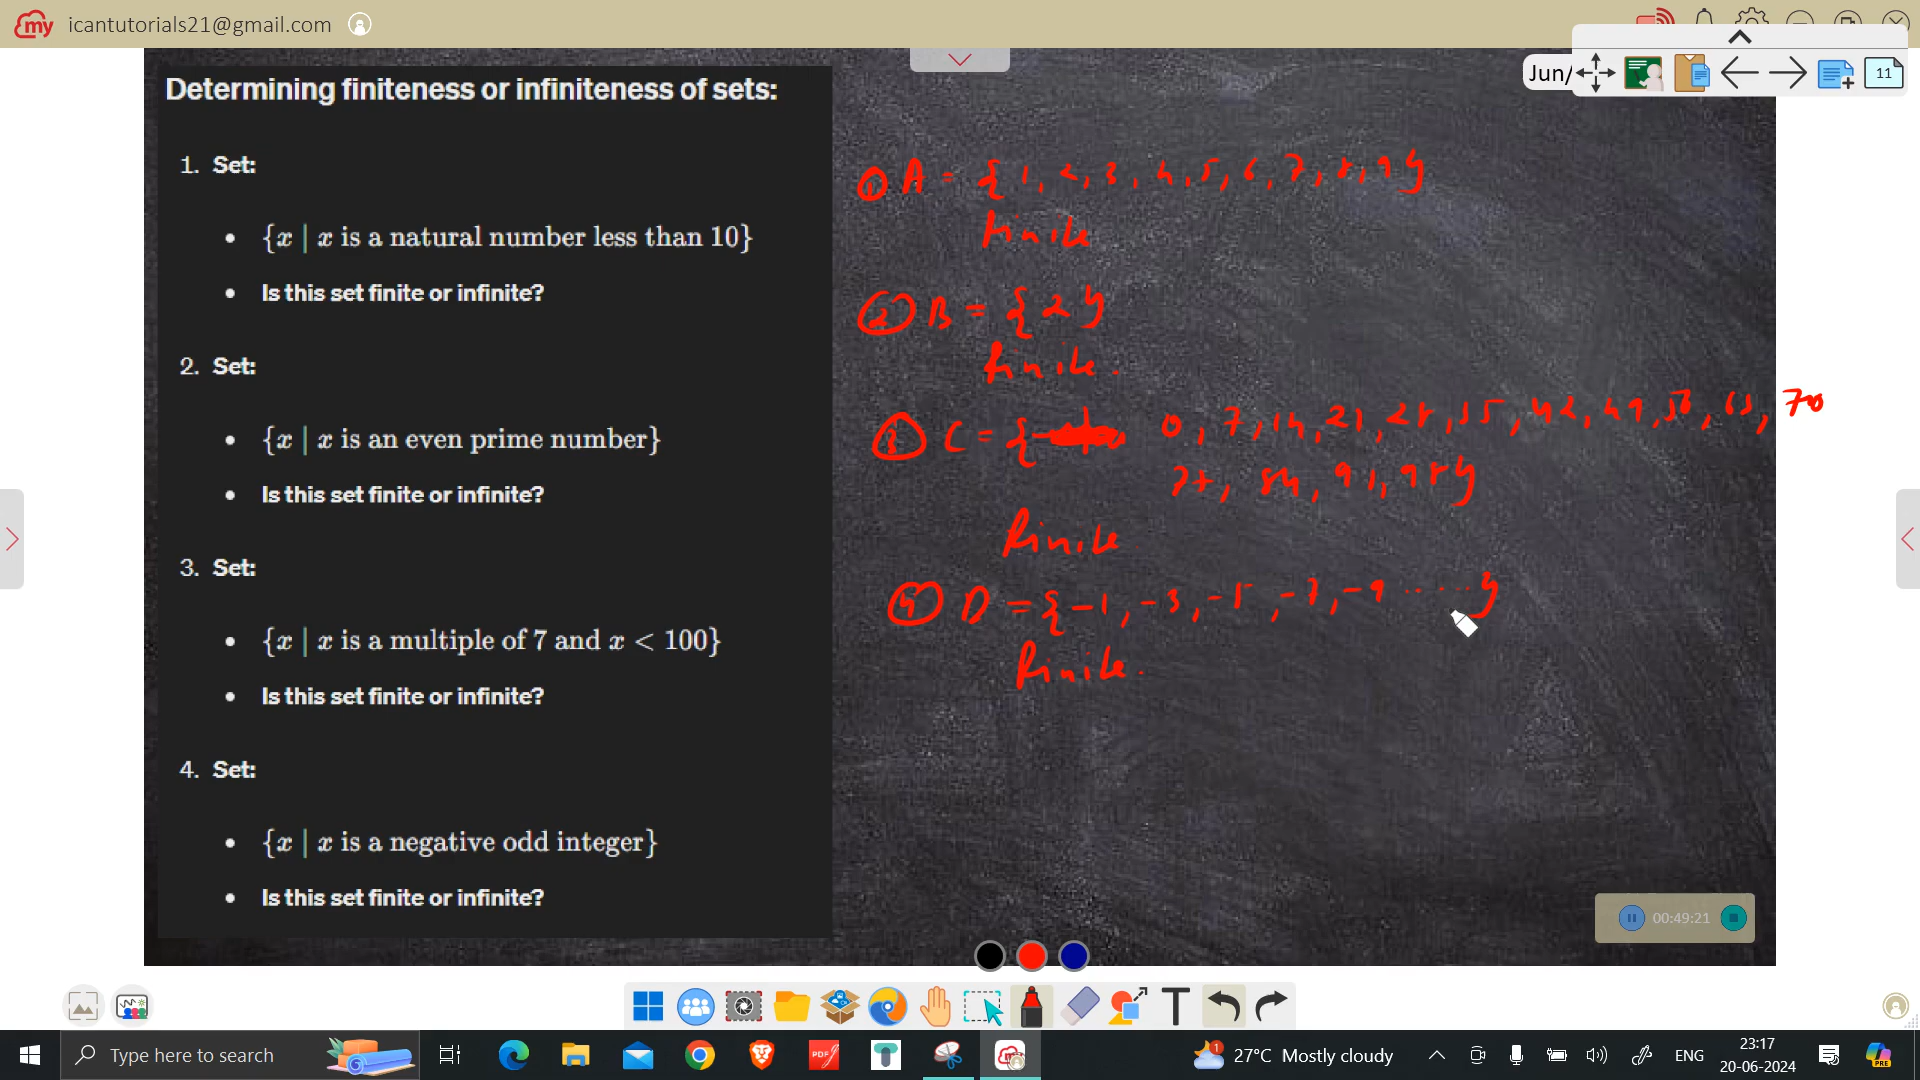 icantutorials21@gmail.com
Jun/
11
Determining finiteness or infiniteness of sets:
1. Set:
• {x | x is a natural number less than 10}
• Is this set finite or infinite?
2. Set:
• {x | x is an even prime number}
• Is this set finite or infinite?
3. Set:
• {x | x is a multiple of 7 and x < 100}
• Is this set finite or infinite?
4. Set:
• {x | x is a negative odd integer}
• Is this set finite or infinite?
① A = {1, 2, 3, 4, 5, 6, 7, 8, 9}
finite
② B = {2}
finite.
③ C = { 0, 7, 14, 21, 28, 35, 42, 49, 56, 63, 70
77, 84, 91, 98}
finite
④ D = {-1, -3, -5, -7, -9 ......}
finite.
00:49:21
Type here to search
27°C Mostly cloudy
ENG
23:17
20-06-2024